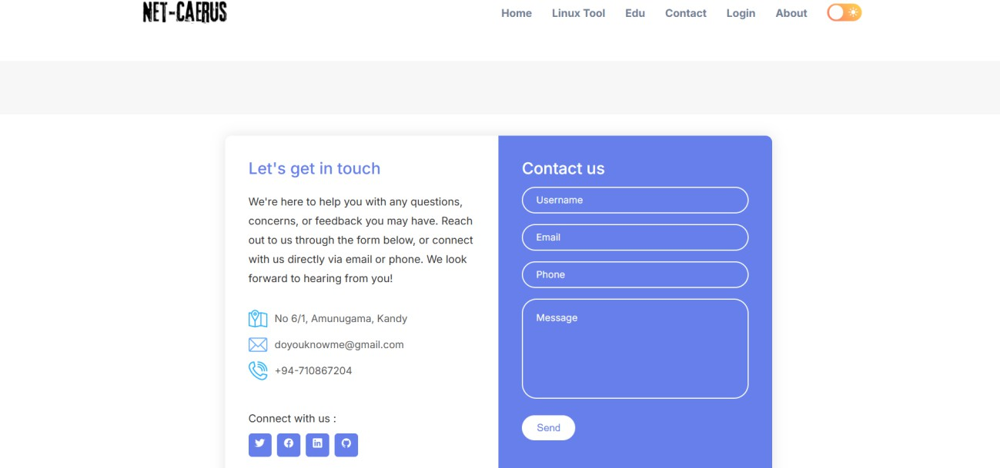 NET-CAERUS
Home Linux Tool Edu Contact Login About
Let's get in touch
We're here to help you with any questions,
concerns, or feedback you may have. Reach
out to us through the form below, or connect
with us directly via email or phone. We look
forward to hearing from you!
No 6/1, Amunugama, Kandy
doyouknowme@gmail.com
+94-710867204
Connect with us :
Contact us
Username
Email
Phone
Message
Send